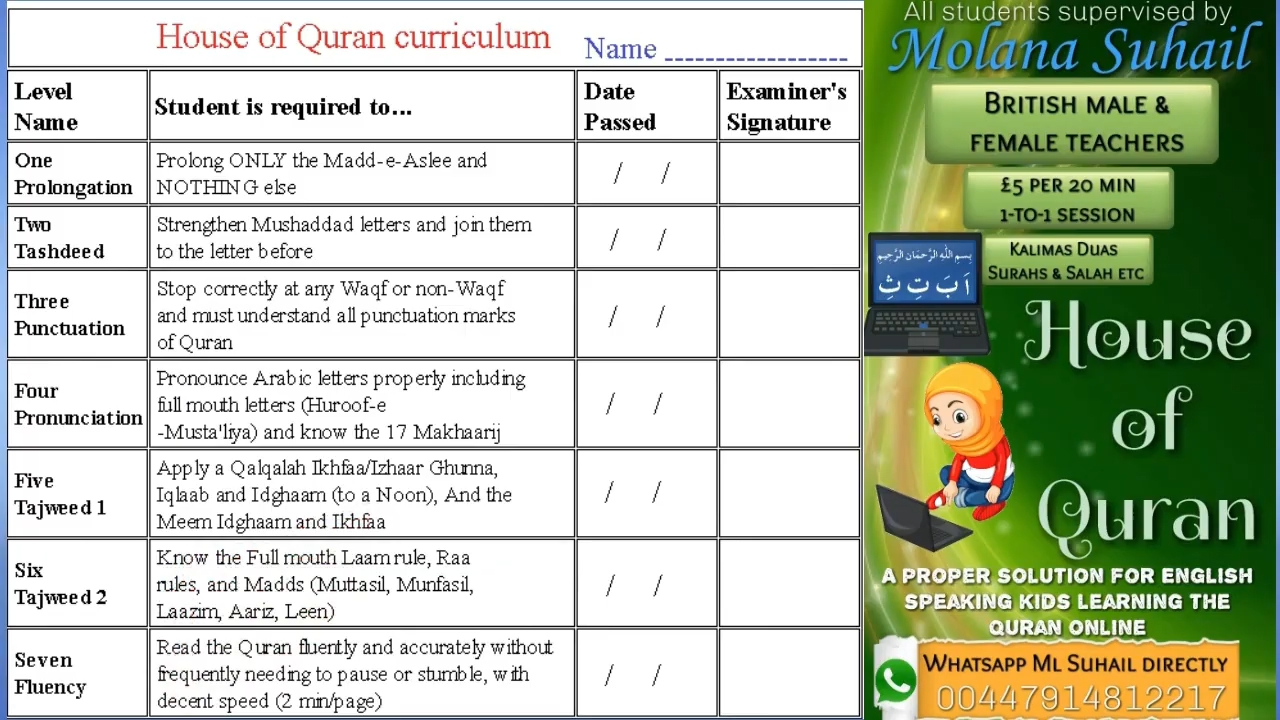 House of Quran curriculum
Name __________________
Level
Name
Student is required to...
Date
Passed
Examiner's
Signature
One
Prolongation
Prolong ONLY the Madd-e-Aslee and
NOTHING else
/ /
Two
Tashdeed
Strengthen Mushaddad letters and join them
to the letter before
/ /
Three
Punctuation
Stop correctly at any Waqf or non-Waqf
and must understand all punctuation marks
of Quran
/ /
Four
Pronunciation
Pronounce Arabic letters properly including
full mouth letters (Huroof-e
-Musta'liya) and know the 17 Makhaarij
/ /
Five
Tajweed 1
Apply a Qalqalah Ikhfaa/Izhaar Ghunna,
Iqlaab and Idghaam (to a Noon), And the
Meem Idghaam and Ikhfaa
/ /
Six
Tajweed 2
Know the Full mouth Laam rule, Raa
rules, and Madds (Muttasil, Munfasil,
Laazim, Aariz, Leen)
/ /
Seven
Fluency
Read the Quran fluently and accurately without
frequently needing to pause or stumble, with
decent speed (2 min/page)
/ /
All students supervised by
Molana Suhail
BRITISH MALE &
FEMALE TEACHERS
£5 PER 20 MIN
1-TO-1 SESSION
KALIMAS DUAS
SURAHS & SALAH ETC
بِسمِ اللّٰهِ الرَّحمَانِ الرَّحِيمِ
اَ بَ تِ ثِ
House
of
Quran
A PROPER SOLUTION FOR ENGLISH
SPEAKING KIDS LEARNING THE
QURAN ONLINE
WHATSAPP ML SUHAIL DIRECTLY
00447914812217